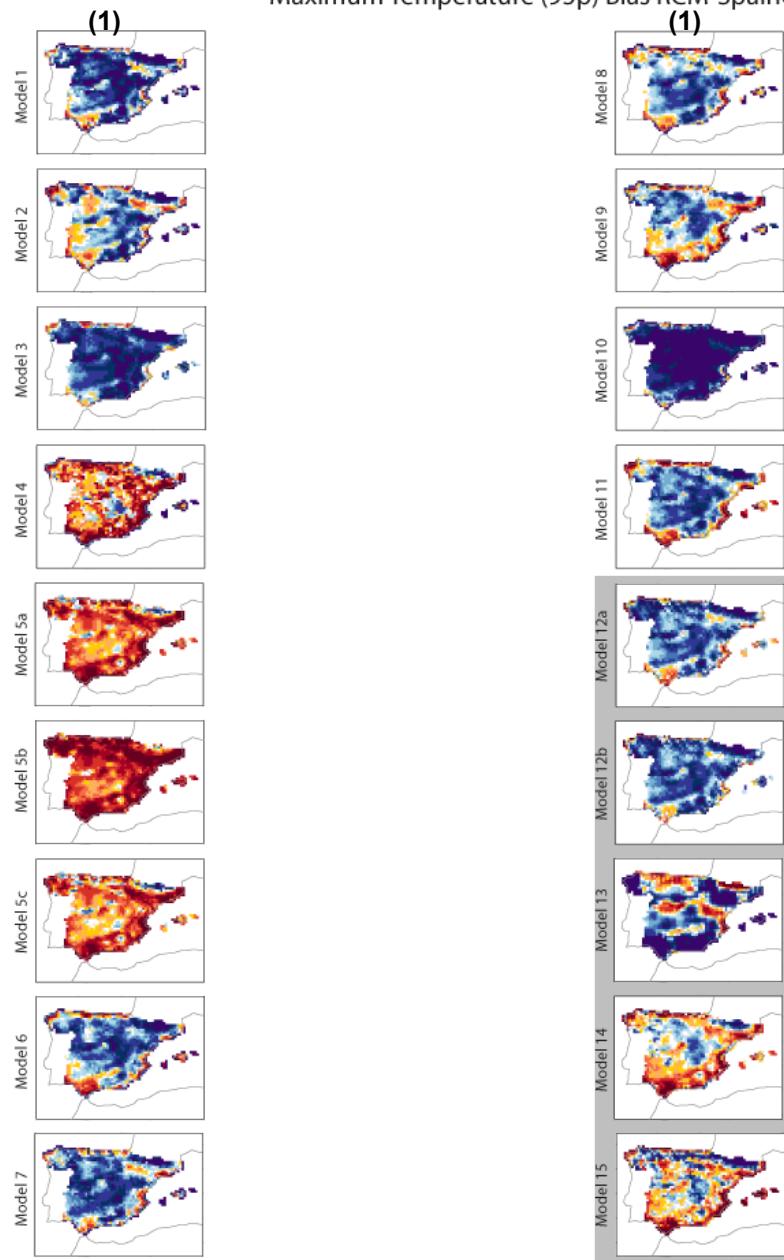 Maximum Temperature (95p) Bias RCM-Spain
(1)
(1)
Model 1
Model 2
Model 3
Model 4
Model 5a
Model 5b
Model 5c
Model 6
Model 7
Model 8
Model 9
Model 10
Model 11
Model 12a
Model 12b
Model 13
Model 14
Model 15